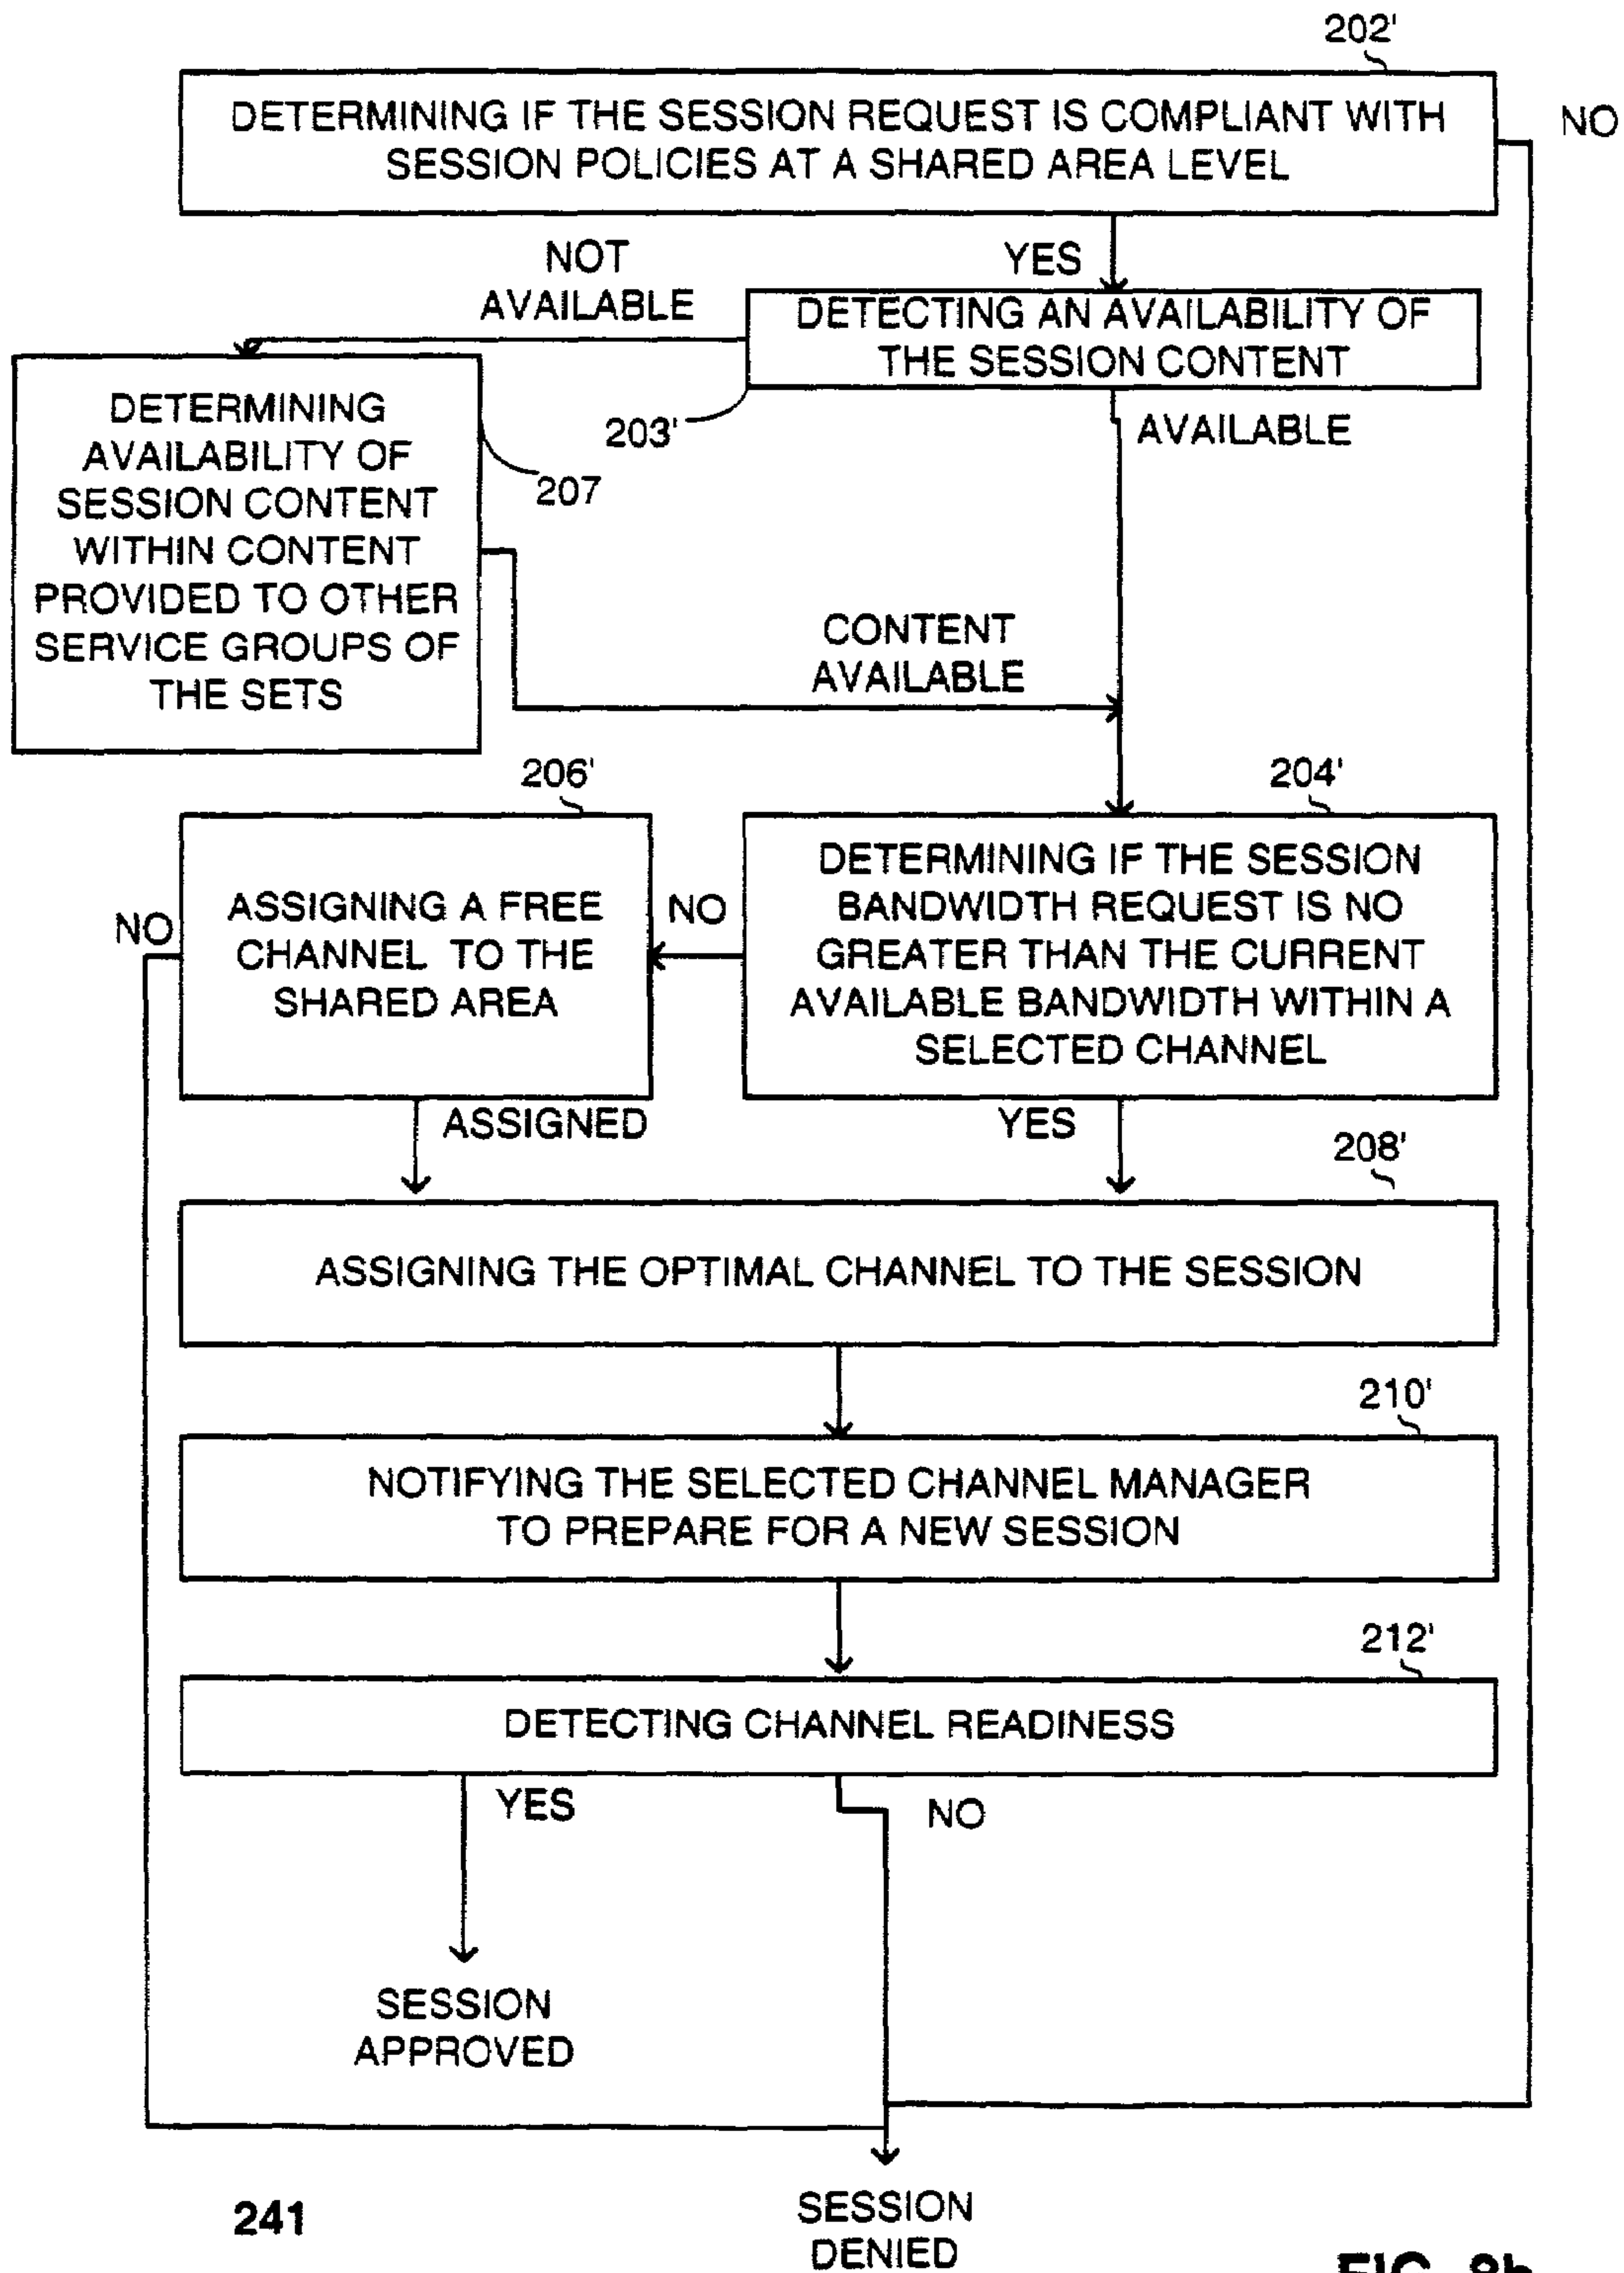 202'
DETERMINING IF THE SESSION REQUEST IS COMPLIANT WITH
SESSION POLICIES AT A SHARED AREA LEVEL
NO
NOT
AVAILABLE
YES
DETECTING AN AVAILABILITY OF
THE SESSION CONTENT
203'
AVAILABLE
DETERMINING
AVAILABILITY OF
SESSION CONTENT
WITHIN CONTENT
PROVIDED TO OTHER
SERVICE GROUPS OF
THE SETS
207
CONTENT
AVAILABLE
206'
204'
NO
ASSIGNING A FREE
CHANNEL TO THE
SHARED AREA
NO
DETERMINING IF THE SESSION
BANDWIDTH REQUEST IS NO
GREATER THAN THE CURRENT
AVAILABLE BANDWIDTH WITHIN A
SELECTED CHANNEL
ASSIGNED
YES
208'
ASSIGNING THE OPTIMAL CHANNEL TO THE SESSION
210'
NOTIFYING THE SELECTED CHANNEL MANAGER
TO PREPARE FOR A NEW SESSION
212'
DETECTING CHANNEL READINESS
YES
NO
SESSION
APPROVED
241
SESSION
DENIED
FIG. 8b